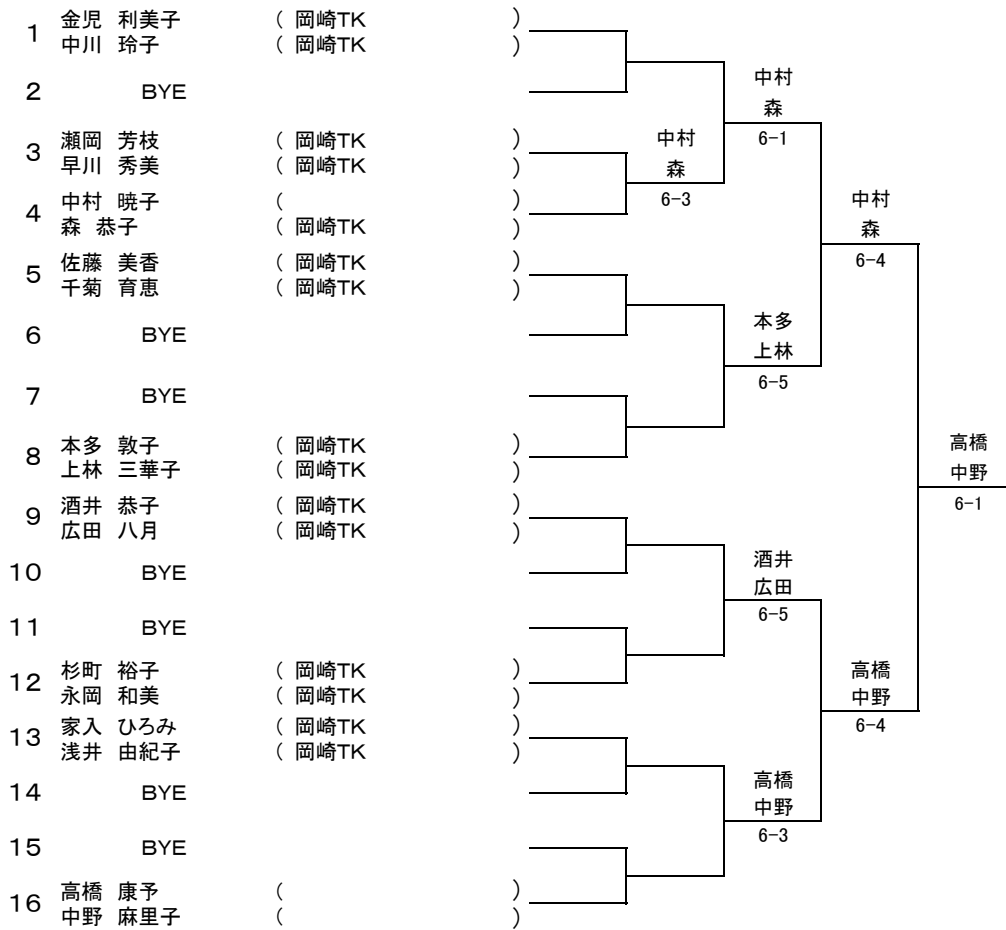 1 金児 利美子 ( 岡崎TK )
中川 玲子 ( 岡崎TK )
2 BYE
3 瀬岡 芳枝 ( 岡崎TK )
早川 秀美 ( 岡崎TK )
4 中村 暁子 ( )
森 恭子 ( 岡崎TK )
5 佐藤 美香 ( 岡崎TK )
千菊 育恵 ( 岡崎TK )
6 BYE
7 BYE
8 本多 敦子 ( 岡崎TK )
上林 三華子 ( 岡崎TK )
9 酒井 恭子 ( 岡崎TK )
広田 八月 ( 岡崎TK )
10 BYE
11 BYE
12 杉町 裕子 ( 岡崎TK )
永岡 和美 ( 岡崎TK )
13 家入 ひろみ ( 岡崎TK )
浅井 由紀子 ( 岡崎TK )
14 BYE
15 BYE
16 高橋 康予 ( )
中野 麻里子 ( )
中村
森
6-3
中村
森
6-1
本多
上林
6-5
酒井
広田
6-5
高橋
中野
6-3
中村
森
6-4
高橋
中野
6-4
高橋
中野
6-1